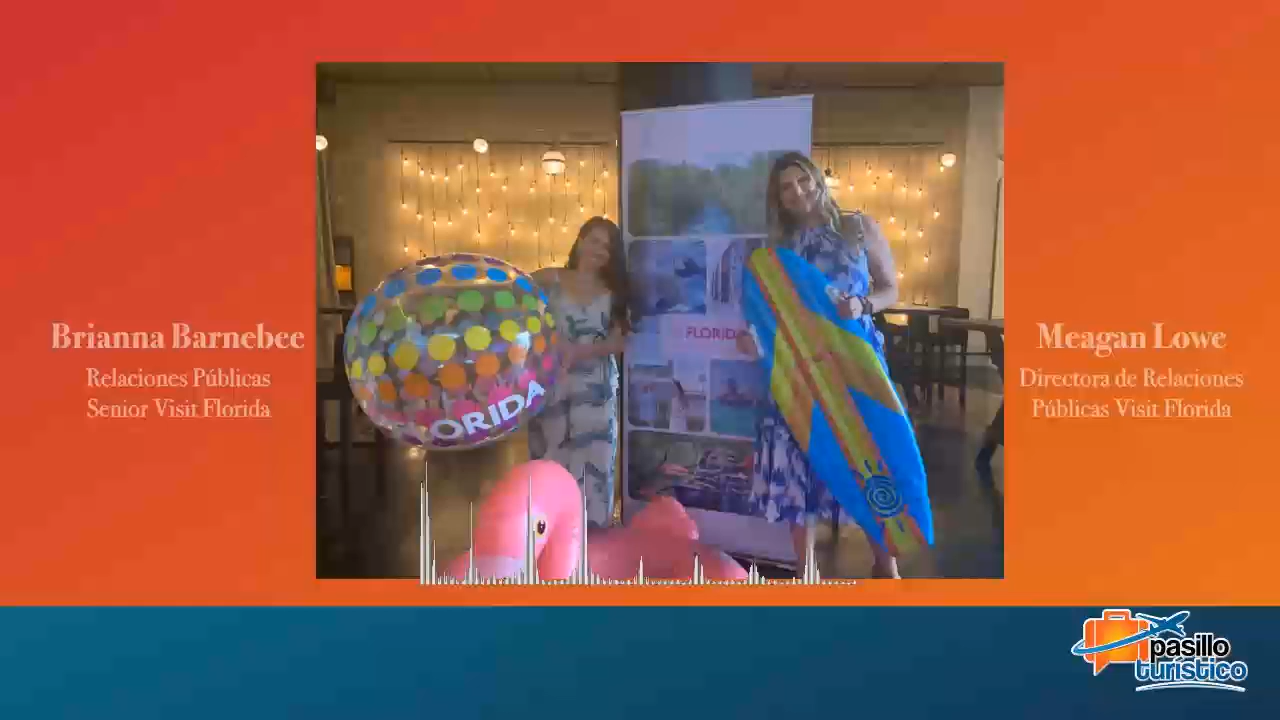 Brianna Barnebee
Relaciones Públicas
Senior Visit Florida
FLORIDA
FLORIDA
Meagan Lowe
Directora de Relaciones
Públicas Visit Florida
pasillo
turístico